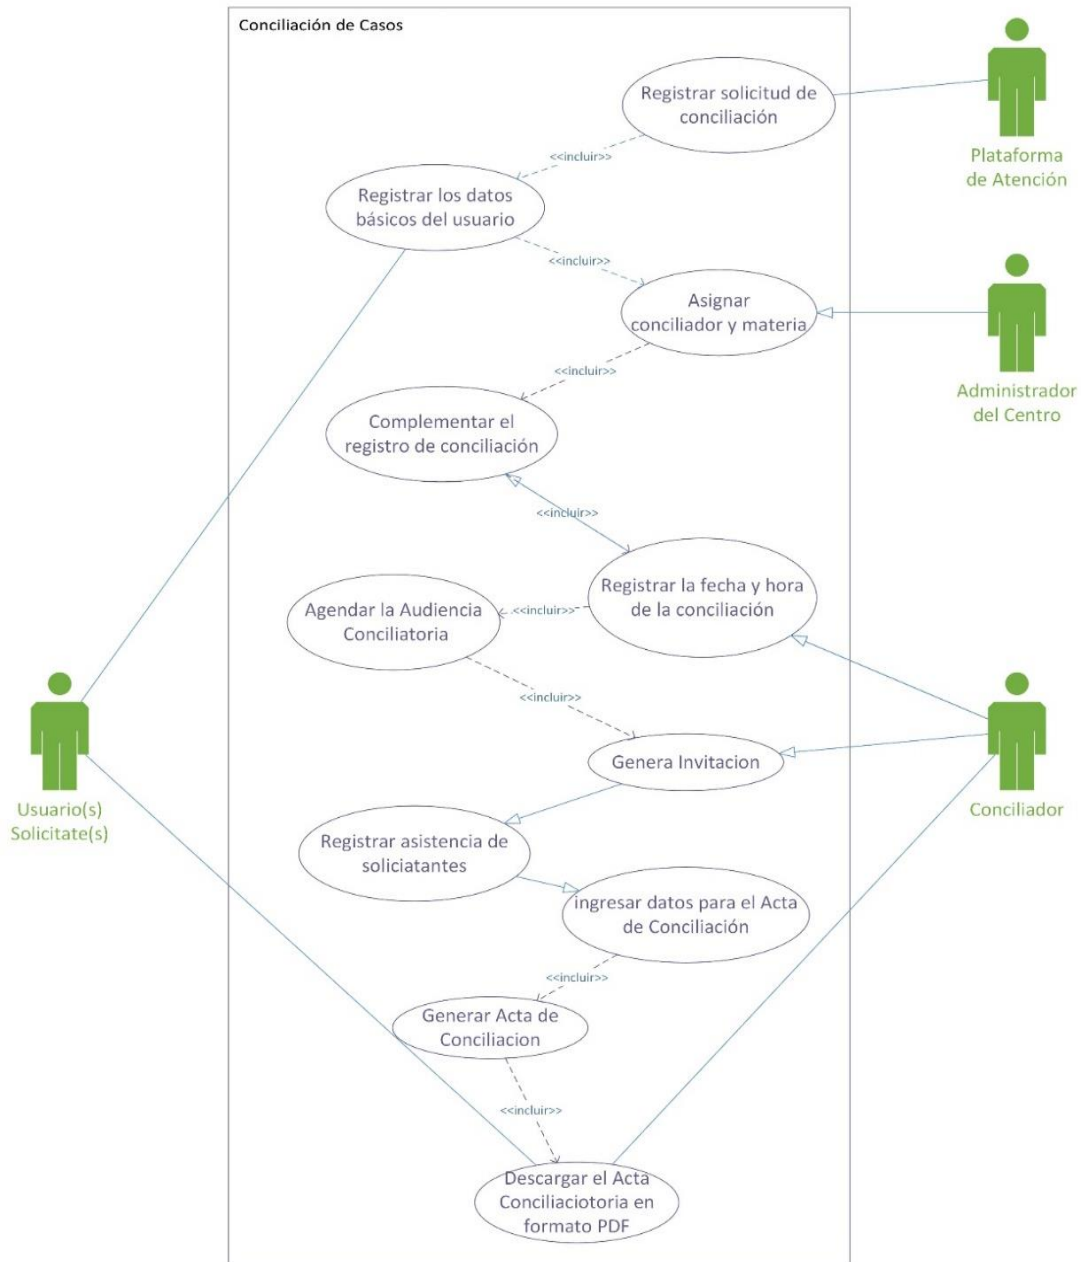 Conciliación de Casos
Registrar solicitud de
conciliación
Plataforma
de Atención
<<incluir>>
Registrar los datos
básicos del usuario
<<incluir>>
Asignar
conciliador y materia
Administrador
del Centro
<<incluir>>
Complementar el
registro de conciliación
<<incluir>>
Registrar la fecha y hora
de la conciliación
Agendar la Audiencia
Conciliatoria
<<incluir>>
<<incluir>>
Genera Invitacion
Conciliador
Usuario(s)
Solicitate(s)
Registrar asistencia de
soliciatantes
ingresar datos para el Acta
de Conciliación
<<incluir>>
Generar Acta de
Conciliacion
<<incluir>>
Descargar el Acta
Conciliaciotoria en
formato PDF